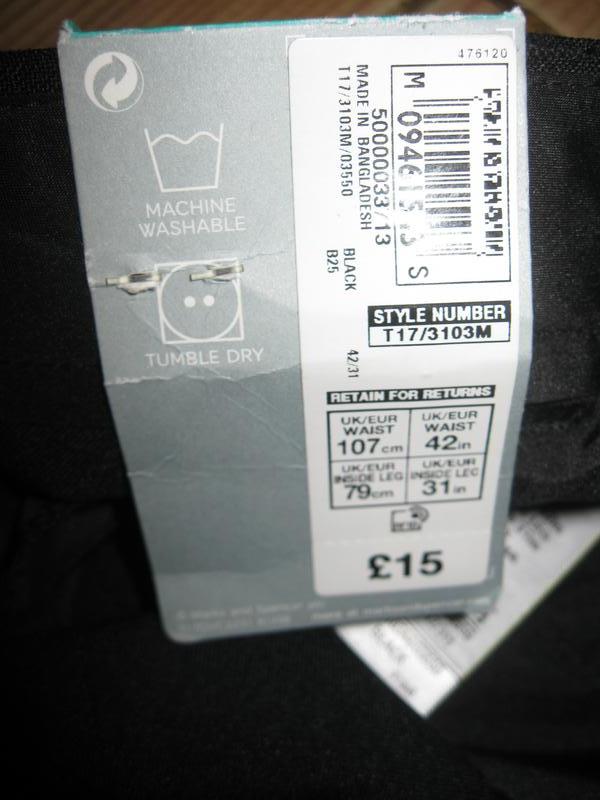 MACHINE
WASHABLE
TUMBLE DRY
476120
M
S
50000033/13
MADE IN BANGLADESH
T17/3103M/03550
BLACK
B25
42/31
STYLE NUMBER
T17/3103M
RETAIN FOR RETURNS
UK/EUR WAIST 107cm
UK/EUR WAIST 42in
UK/EUR INSIDE LEG 79cm
UK/EUR INSIDE LEG 31in
£15
BLACK